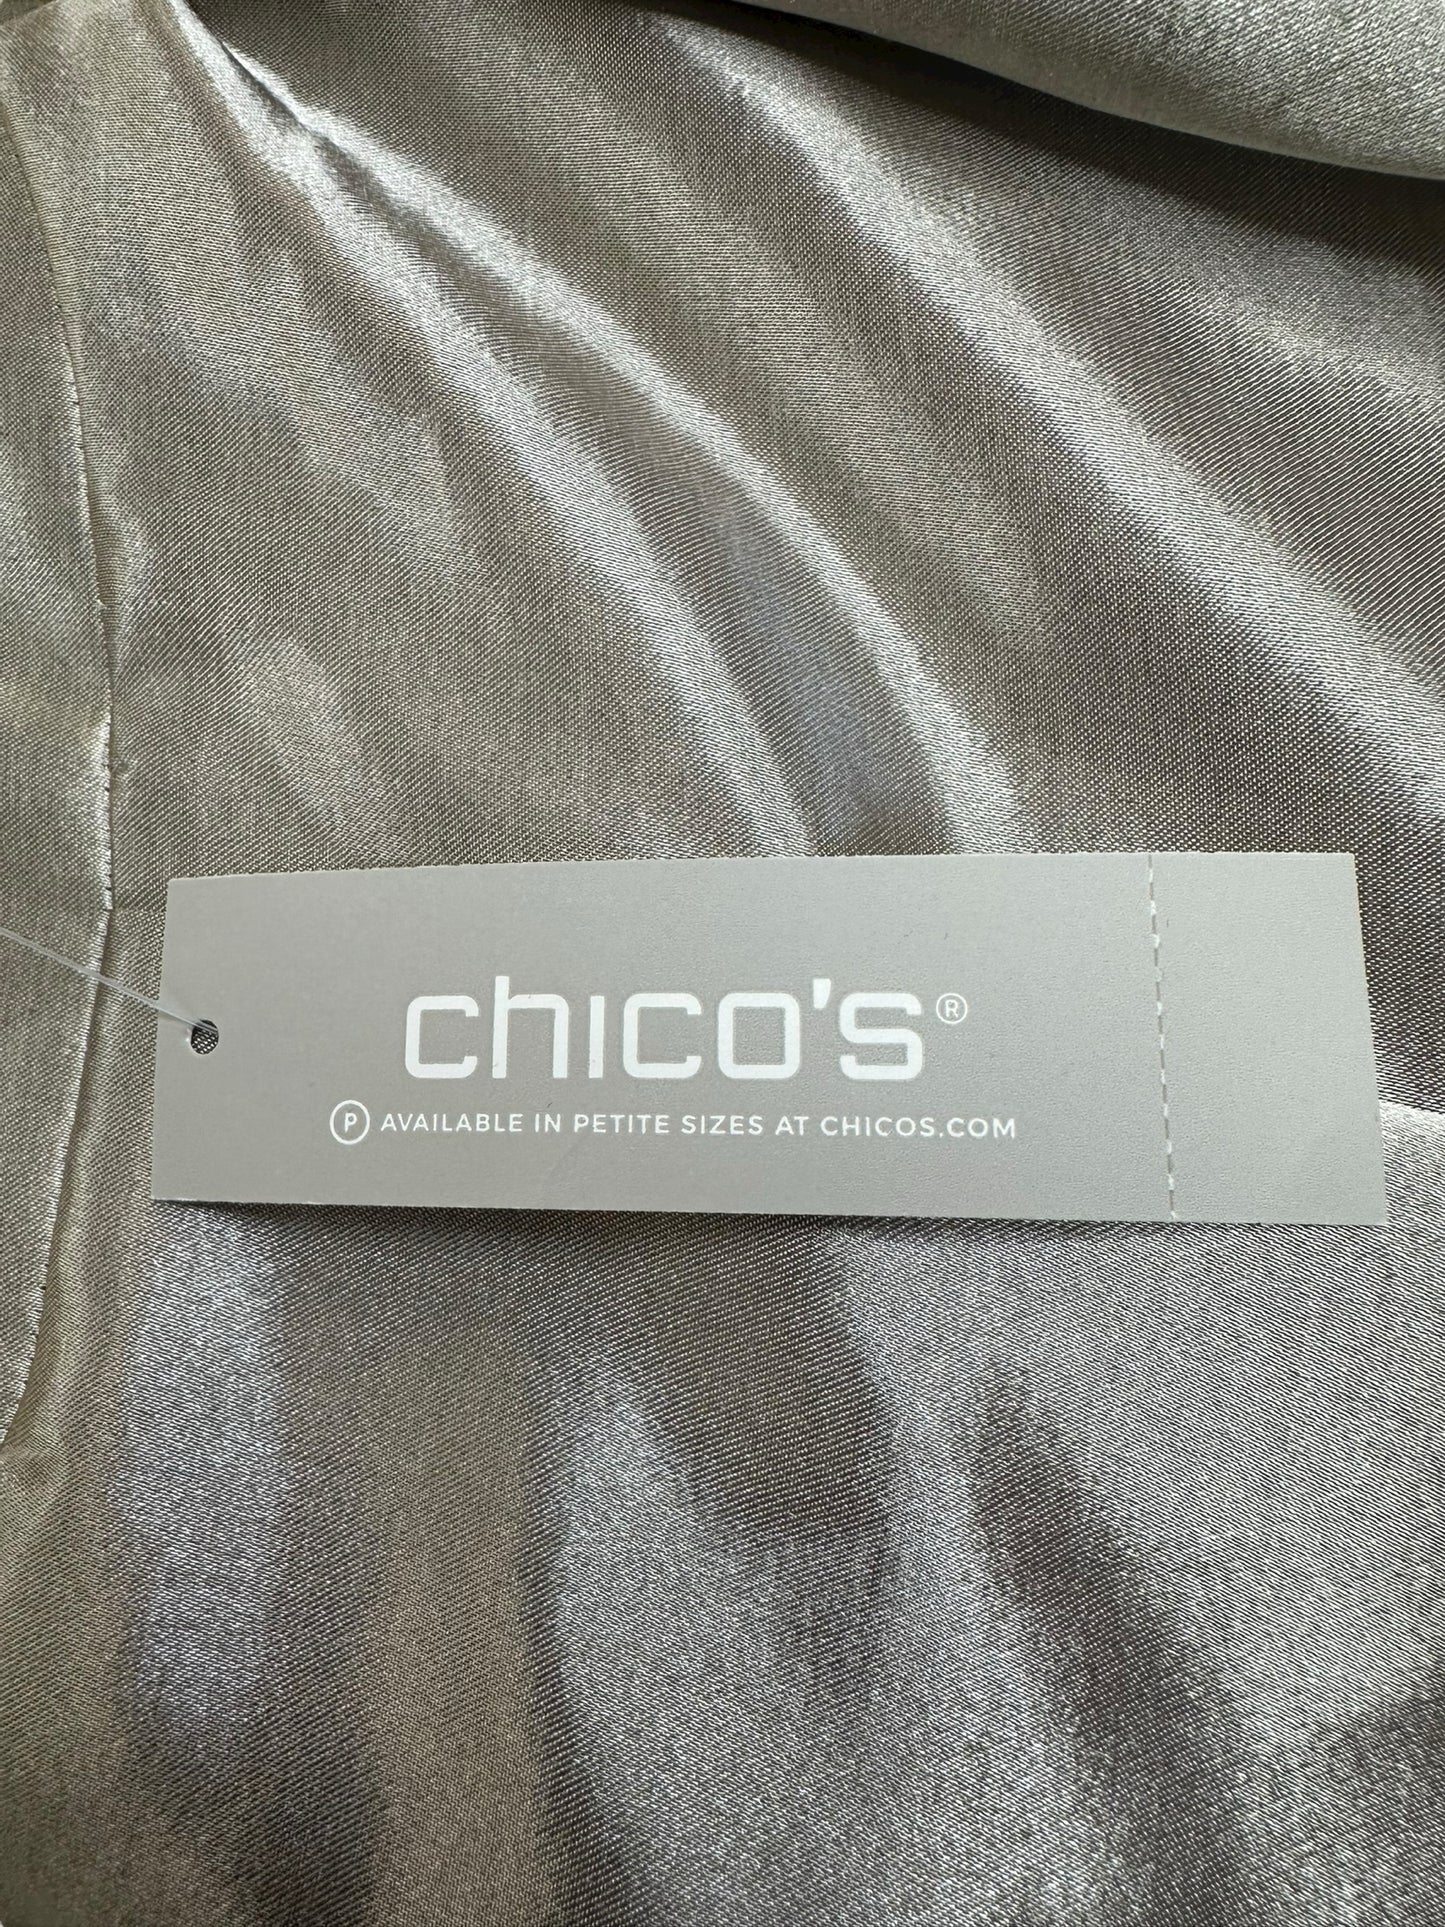 chico's®
Ⓟ AVAILABLE IN PETITE SIZES AT CHICOS.COM